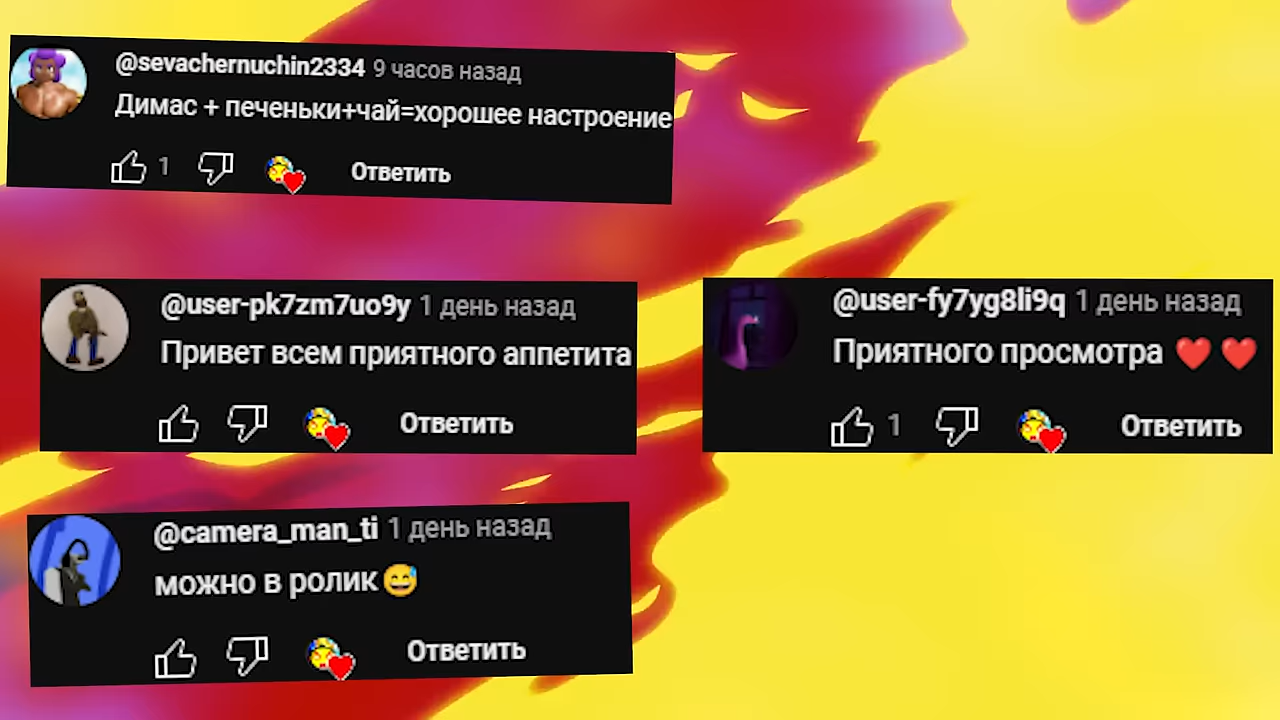 @sevachernuchin2334 9 часов назад
Димас + печеньки+чай=хорошее настроение
1 Ответить
@user-pk7zm7uo9y 1 день назад
Привет всем приятного аппетита
Ответить
@user-fy7yg8li9q 1 день назад
Приятного просмотра ❤️ ❤️
1 Ответить
@camera_man_ti 1 день назад
можно в ролик😅
Ответить